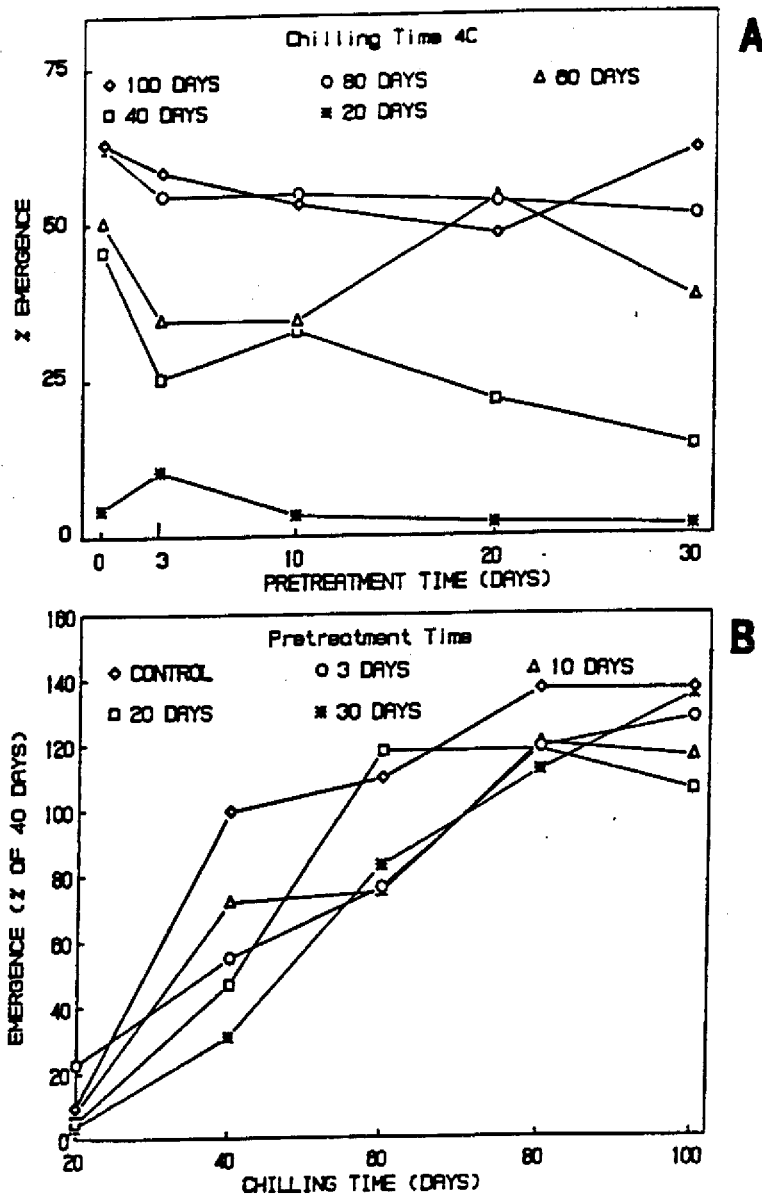 A
Chilling Time 4C
100 DAYS 80 DAYS 60 DAYS
40 DAYS 20 DAYS
75
50
25
0
% EMERGENCE
0 3 10 20 30
PRETREATMENT TIME (DAYS)
B
Pretreatment Time
CONTROL 3 DAYS 10 DAYS
20 DAYS 30 DAYS
160
140
120
100
80
60
40
20
0
EMERGENCE (% OF 40 DAYS)
20 40 60 80 100
CHILLING TIME (DAYS)